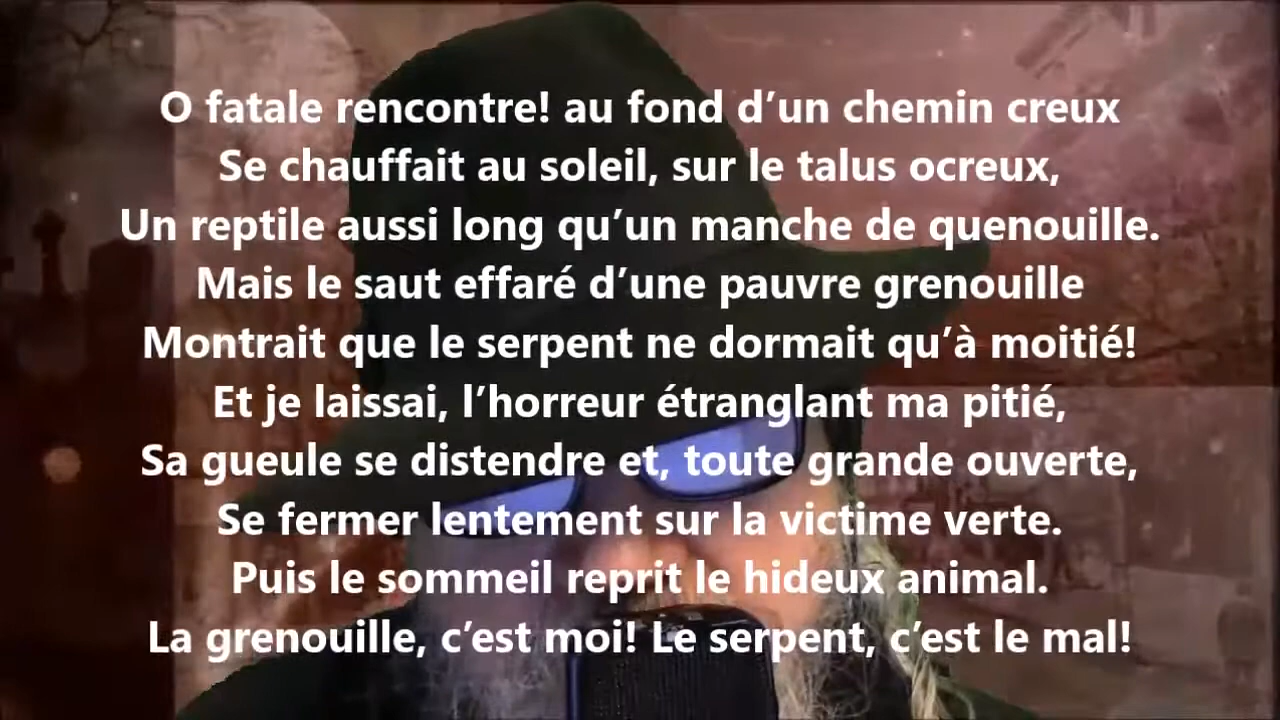 O fatale rencontre! au fond d’un chemin creux
Se chauffait au soleil, sur le talus ocreux,
Un reptile aussi long qu’un manche de quenouille.
Mais le saut effaré d’une pauvre grenouille
Montrait que le serpent ne dormait qu’à moitié!
Et je laissai, l’horreur étranglant ma pitié,
Sa gueule se distendre et, toute grande ouverte,
Se fermer lentement sur la victime verte.
Puis le sommeil reprit le hideux animal.
La grenouille, c’est moi! Le serpent, c’est le mal!